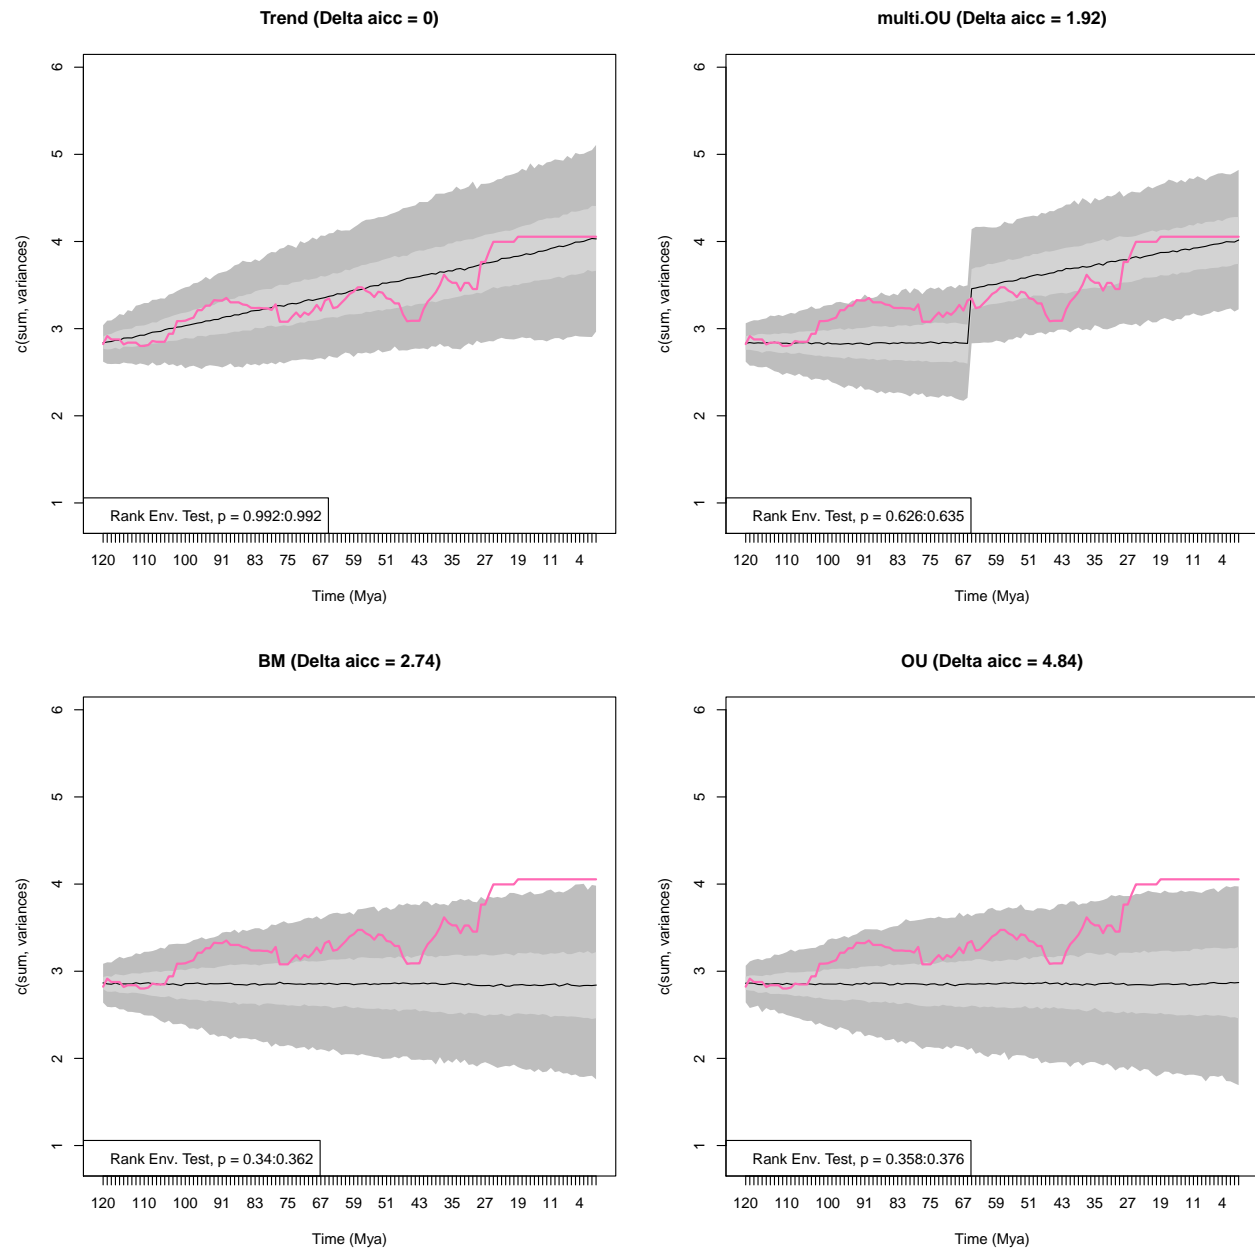 Trend (Delta aicc = 0)
c(sum, variances)
6
5
4
3
2
1
Rank Env. Test, p = 0.992:0.992
120 110 100 91 83 75 67 59 51 43 35 27 19 11 4
Time (Mya)
multi.OU (Delta aicc = 1.92)
c(sum, variances)
6
5
4
3
2
1
Rank Env. Test, p = 0.626:0.635
120 110 100 91 83 75 67 59 51 43 35 27 19 11 4
Time (Mya)
BM (Delta aicc = 2.74)
c(sum, variances)
6
5
4
3
2
1
Rank Env. Test, p = 0.34:0.362
120 110 100 91 83 75 67 59 51 43 35 27 19 11 4
Time (Mya)
OU (Delta aicc = 4.84)
c(sum, variances)
6
5
4
3
2
1
Rank Env. Test, p = 0.358:0.376
120 110 100 91 83 75 67 59 51 43 35 27 19 11 4
Time (Mya)